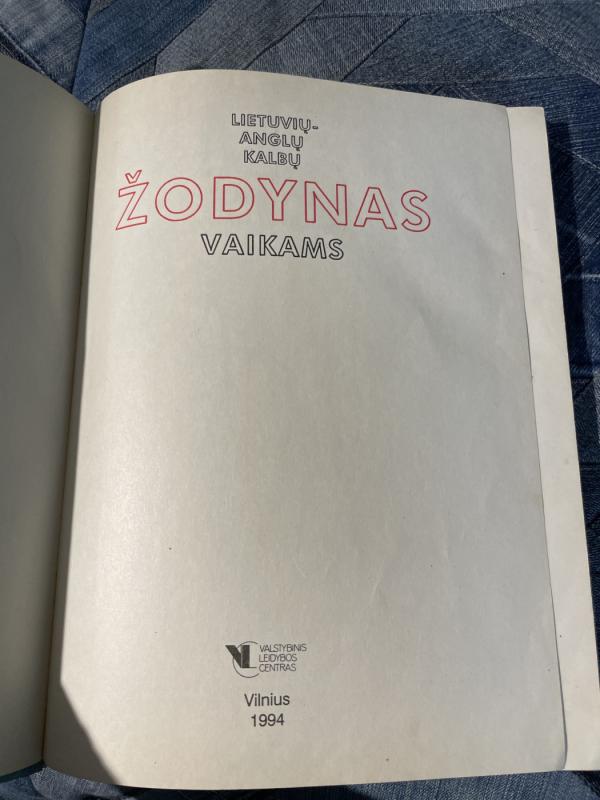 LIETUVIŲ-
ANGLŲ
KALBŲ
ŽODYNAS
VAIKAMS
VALSTYBINIS
LEIDYBOS
CENTRAS
Vilnius
1994